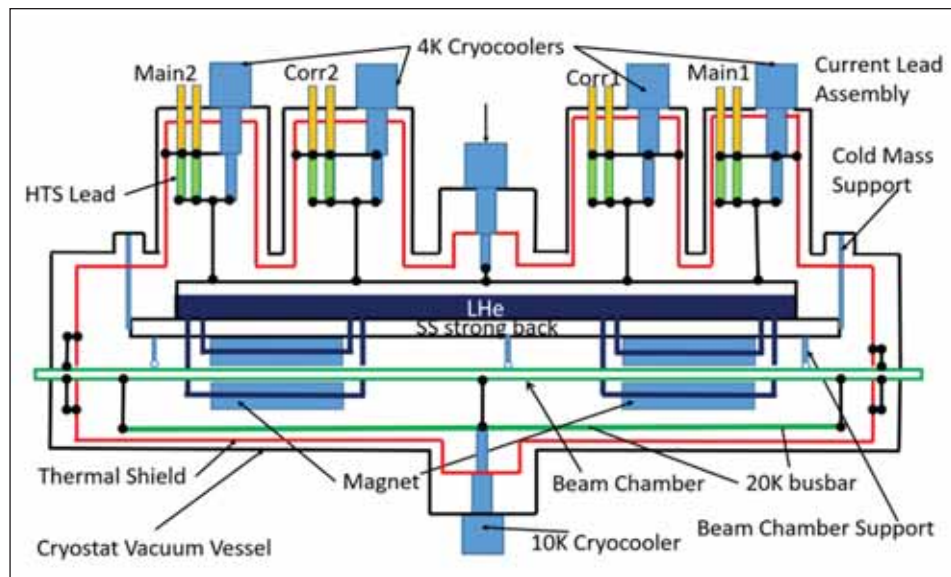 4K Cryocoolers
Main2
Corr2
Corr1
Main1
Current Lead
Assembly
HTS Lead
Cold Mass
Support
LHe
SS strong back
Thermal Shield
Magnet
Beam Chamber
20K busbar
Cryostat Vacuum Vessel
10K Cryocooler
Beam Chamber Support